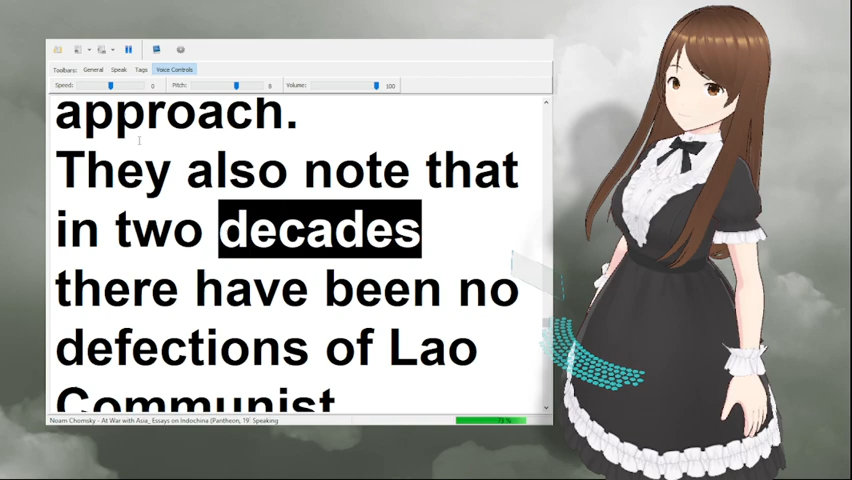 Toolbars: General Speak Tags Voice Controls
Speed: 0 Pitch: 8 Volume: 100
approach.
They also note that
in two decades
there have been no
defections of Lao
Communist
Noam Chomsky - At War with Asia_ Essays on Indochina (Pantheon, 19 Speaking